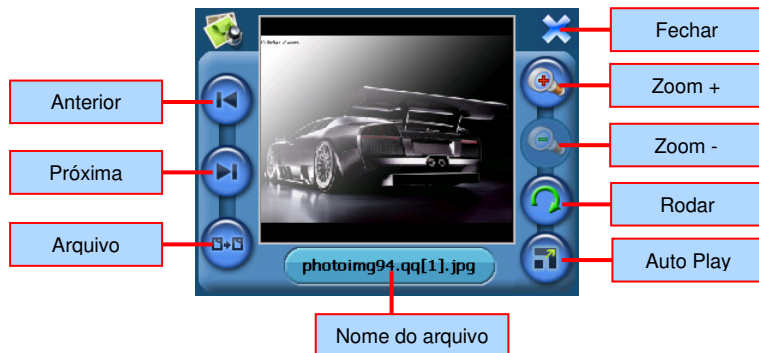 Fechar
Anterior
Zoom +
Próxima
Zoom -
Arquivo
Rodar
photoimg94.qq[1].jpg
Auto Play
Nome do arquivo